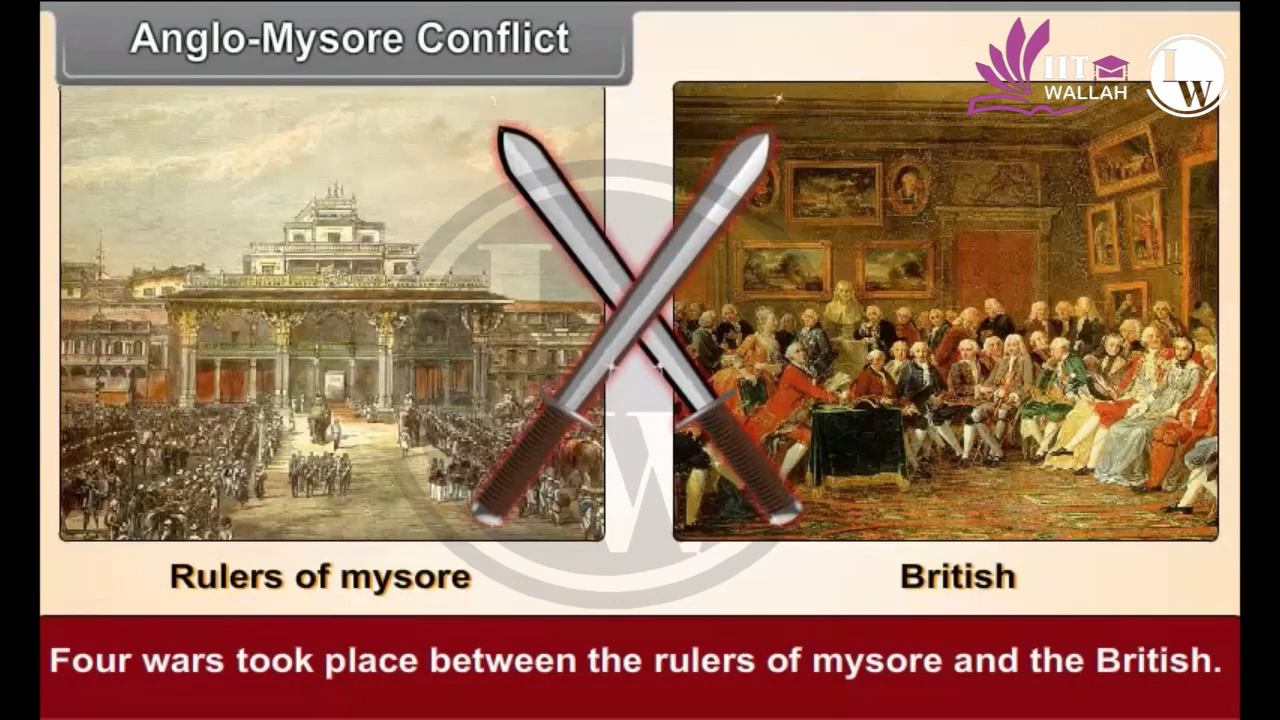 Anglo-Mysore Conflict
IIT
WALLAH
LW
LW
Rulers of mysore
British
Four wars took place between the rulers of mysore and the British.